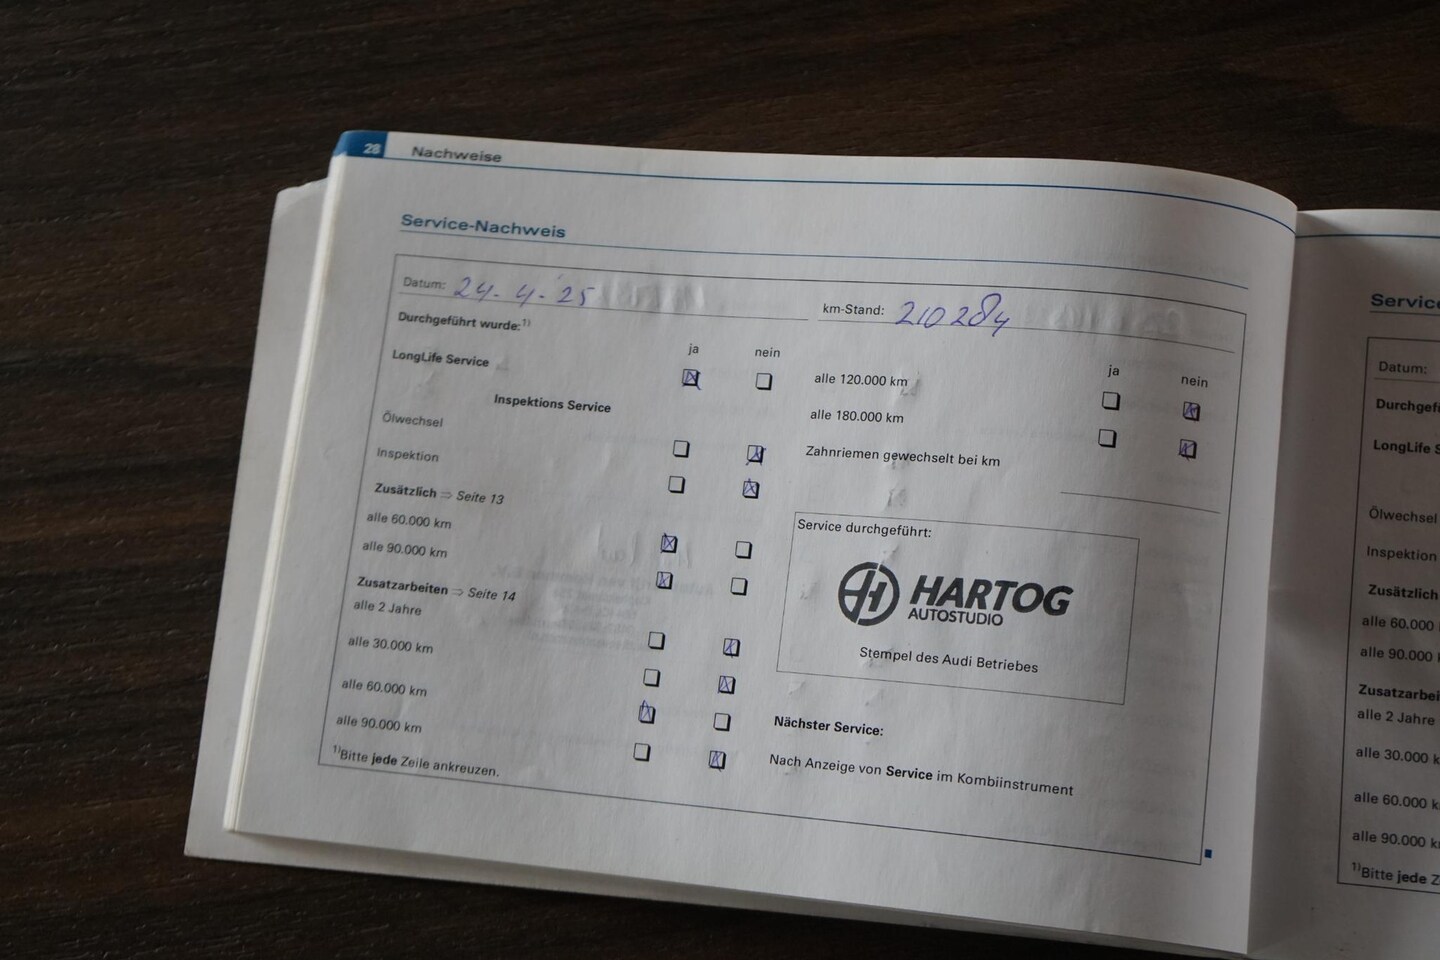 28 Nachweise
Service-Nachweis
Datum: 24-4-25
km-Stand: 210284
Durchgeführt wurde:1)
ja nein
LongLife Service
Inspektions Service
Ölwechsel
Inspektion
Zusätzlich ⇒ Seite 13
alle 60.000 km
alle 90.000 km
Zusatzarbeiten ⇒ Seite 14
alle 2 Jahre
alle 30.000 km
alle 60.000 km
alle 90.000 km
1)Bitte jede Zeile ankreuzen.
ja nein
alle 120.000 km
alle 180.000 km
Zahnriemen gewechselt bei km
Service durchgeführt:
HARTOG
AUTOSTUDIO
Stempel des Audi Betriebes
Nächster Service:
Nach Anzeige von Service im Kombiinstrument
Datum:
LongLife
Ölwechsel
Inspektion
Zusätzlich
alle 60.000
alle 90.000
alle 2 Jahre
alle 30.000
alle 60.000
alle 90.000
1)Bitte jede